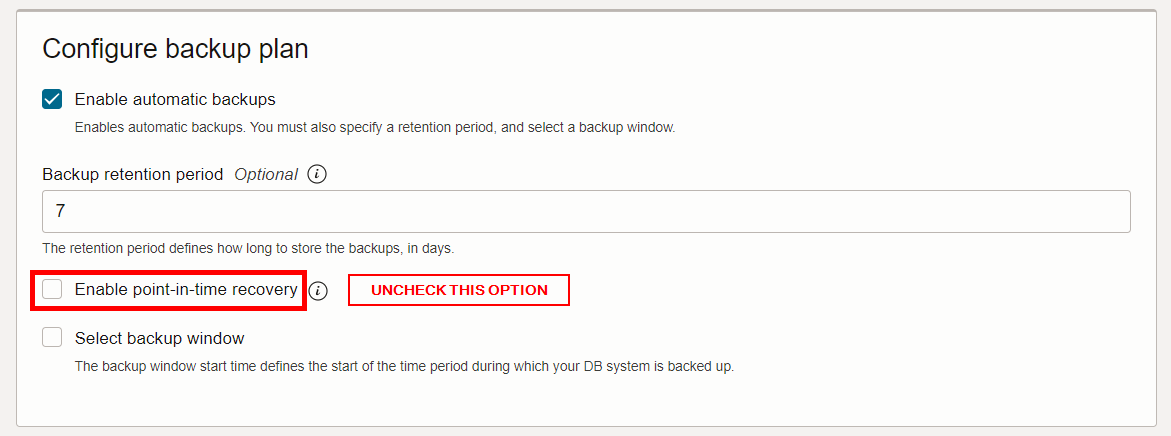 Configure backup plan
Enable automatic backups
Enables automatic backups. You must also specify a retention period, and select a backup window.
Backup retention period Optional i
7
The retention period defines how long to store the backups, in days.
Enable point-in-time recovery i UNCHECK THIS OPTION
Select backup window
The backup window start time defines the start of the time period during which your DB system is backed up.